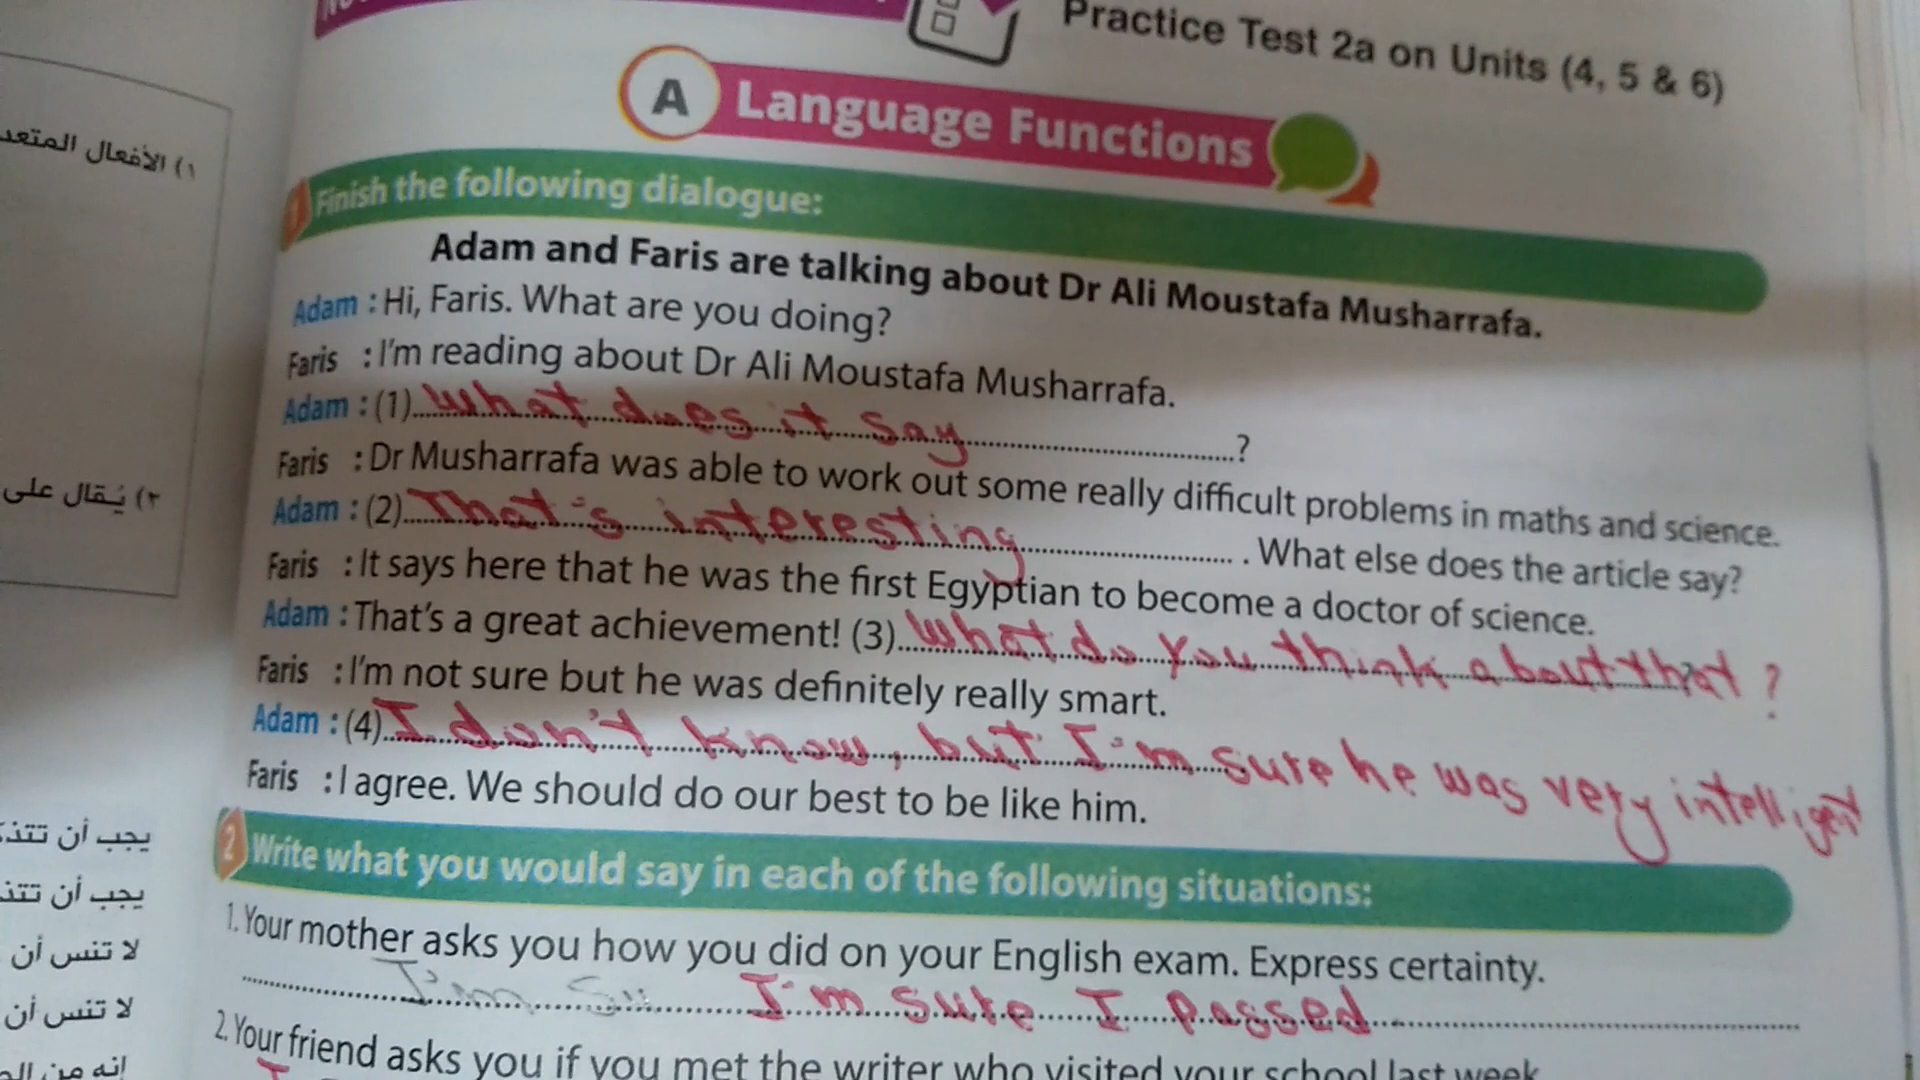 Practice Test 2a on Units (4, 5 & 6)
A Language Functions
1 Finish the following dialogue:
Adam and Faris are talking about Dr Ali Moustafa Musharrafa.
Adam : Hi, Faris. What are you doing?
Faris : I'm reading about Dr Ali Moustafa Musharrafa.
Adam : (1) What does it say ?
Faris : Dr Musharrafa was able to work out some really difficult problems in maths and science.
Adam : (2) That's interesting . What else does the article say?
Faris : It says here that he was the first Egyptian to become a doctor of science.
Adam : That's a great achievement! (3) What do you think about that ?
Faris : I'm not sure but he was definitely really smart.
Adam : (4) I don't know, but I'm sure he was very intelligent
Faris : I agree. We should do our best to be like him.
2 Write what you would say in each of the following situations:
1. Your mother asks you how you did on your English exam. Express certainty.
I'm Su I'm sure I passed
2. Your friend asks you if you met the writer who visited your school last week
١) الأفعال
٢) يُقال على
يجب أن
يجب أن
لا تنس أن
لا تنس أن
إنه من